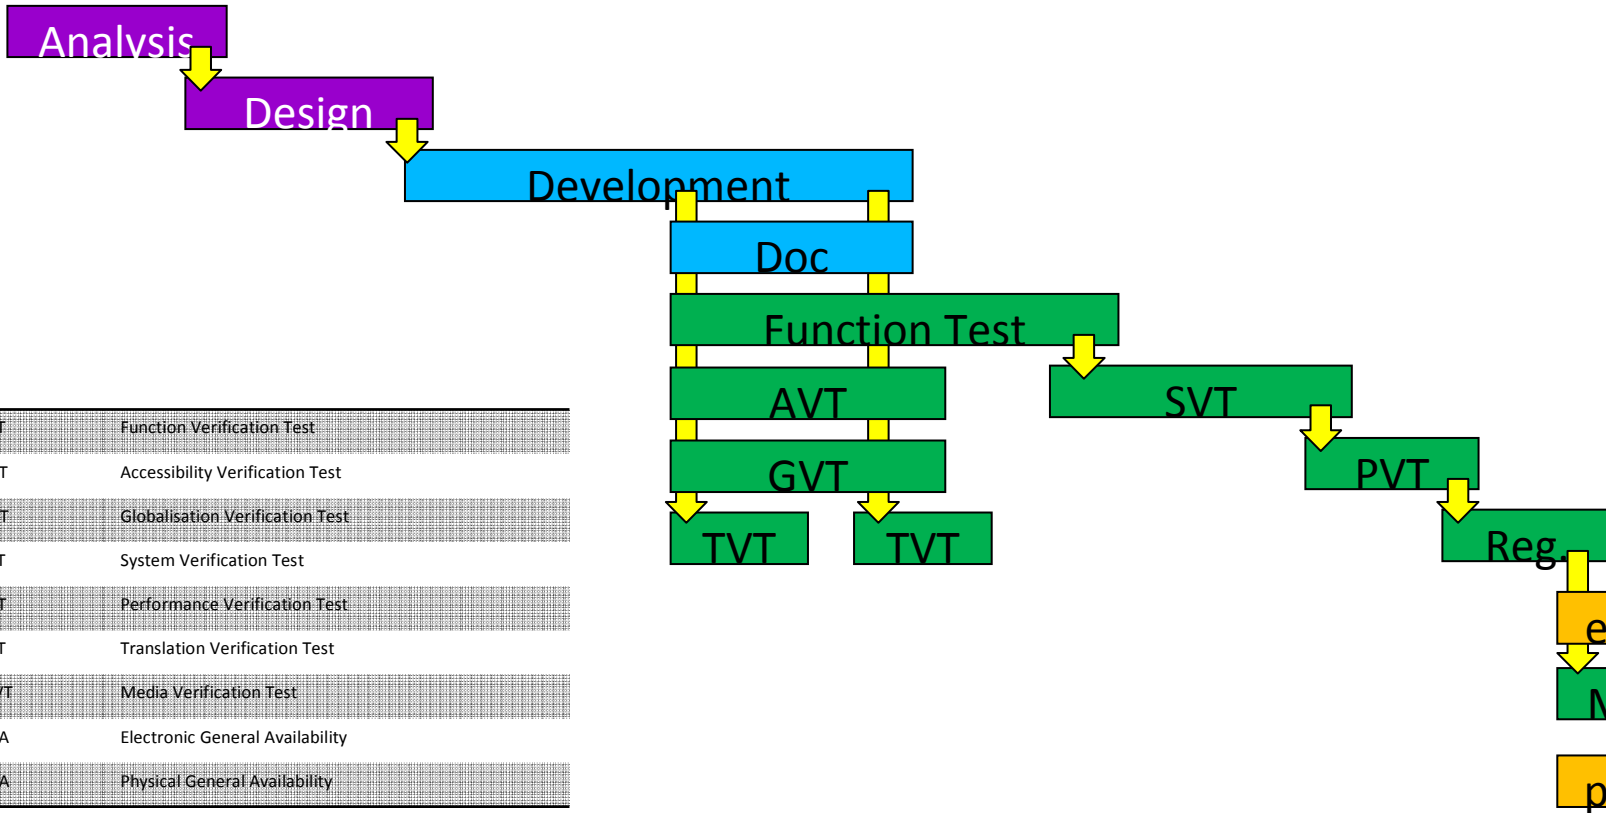 Analysis
Design
Development
Doc
Function Test
AVT
SVT
GVT
PVT
TVT
TVT
Reg.
e
M
p
T Function Verification Test
T Accessibility Verification Test
T Globalisation Verification Test
T System Verification Test
T Performance Verification Test
T Translation Verification Test
VT Media Verification Test
A Electronic General Availability
A Physical General Availability